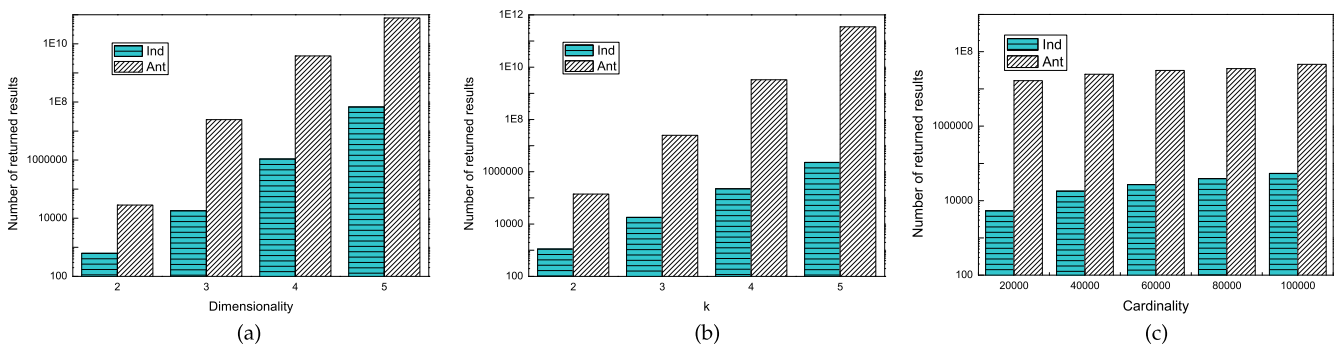 Number of returned results
1E10
1E8
1000000
10000
100
Ind
Ant
2 3 4 5
Dimensionality
(a)
Number of returned results
1E12
1E10
1E8
1000000
10000
100
Ind
Ant
2 3 4 5
k
(b)
Number of returned results
1E8
1000000
10000
100
Ind
Ant
20000 40000 60000 80000 100000
Cardinality
(c)